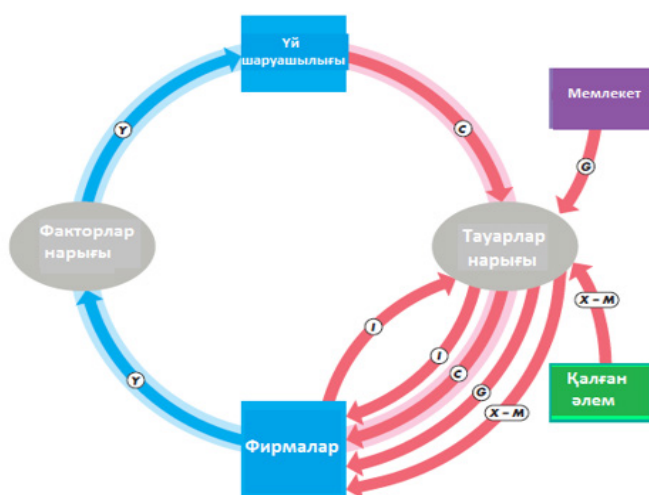 Үй
шаруашылығы
Мемлекет
Y
C
G
Факторлар
нарығы
Тауарлар
нарығы
X – M
I
I
C
G
X – M
Y
Қалған
әлем
Фирмалар